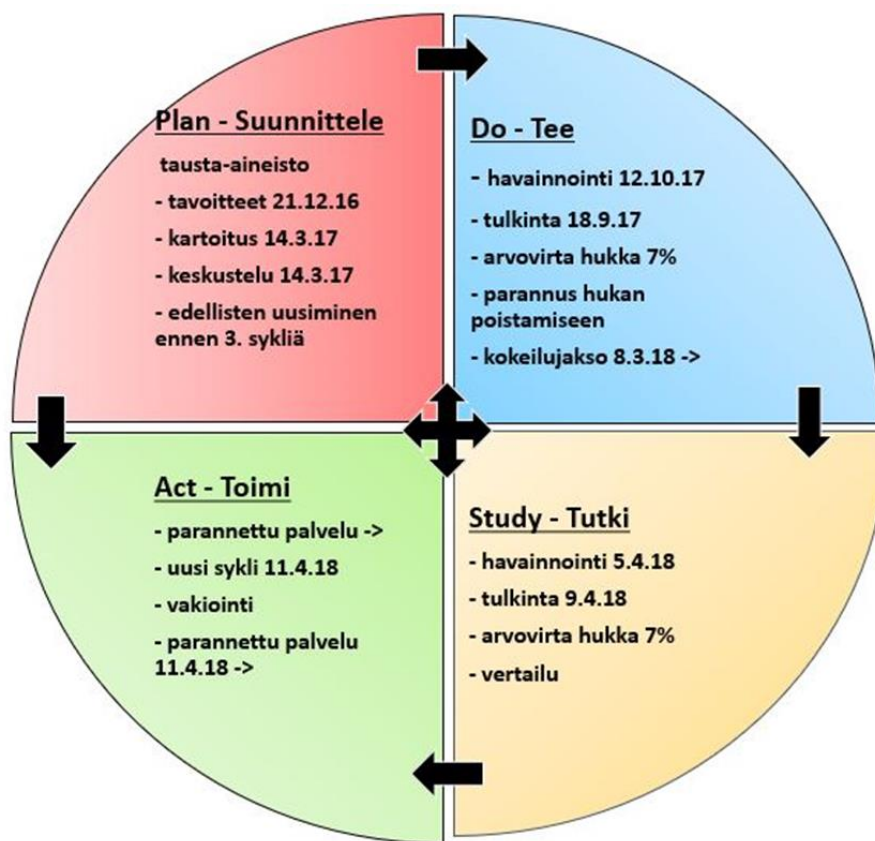 Plan - Suunnittele
tausta-aineisto
- tavoitteet 21.12.16
- kartoitus 14.3.17
- keskustelu 14.3.17
- edellisten uusiminen
ennen 3. sykliä
Do - Tee
- havainnointi 12.10.17
- tulkinta 18.9.17
- arvovirta hukka 7%
- parannus hukan
poistamiseen
- kokeilujakso 8.3.18 ->
Act - Toimi
- parannettu palvelu ->
- uusi sykli 11.4.18
- vakiointi
- parannettu palvelu
11.4.18 ->
Study - Tutki
- havainnointi 5.4.18
- tulkinta 9.4.18
- arvovirta hukka 7%
- vertailu